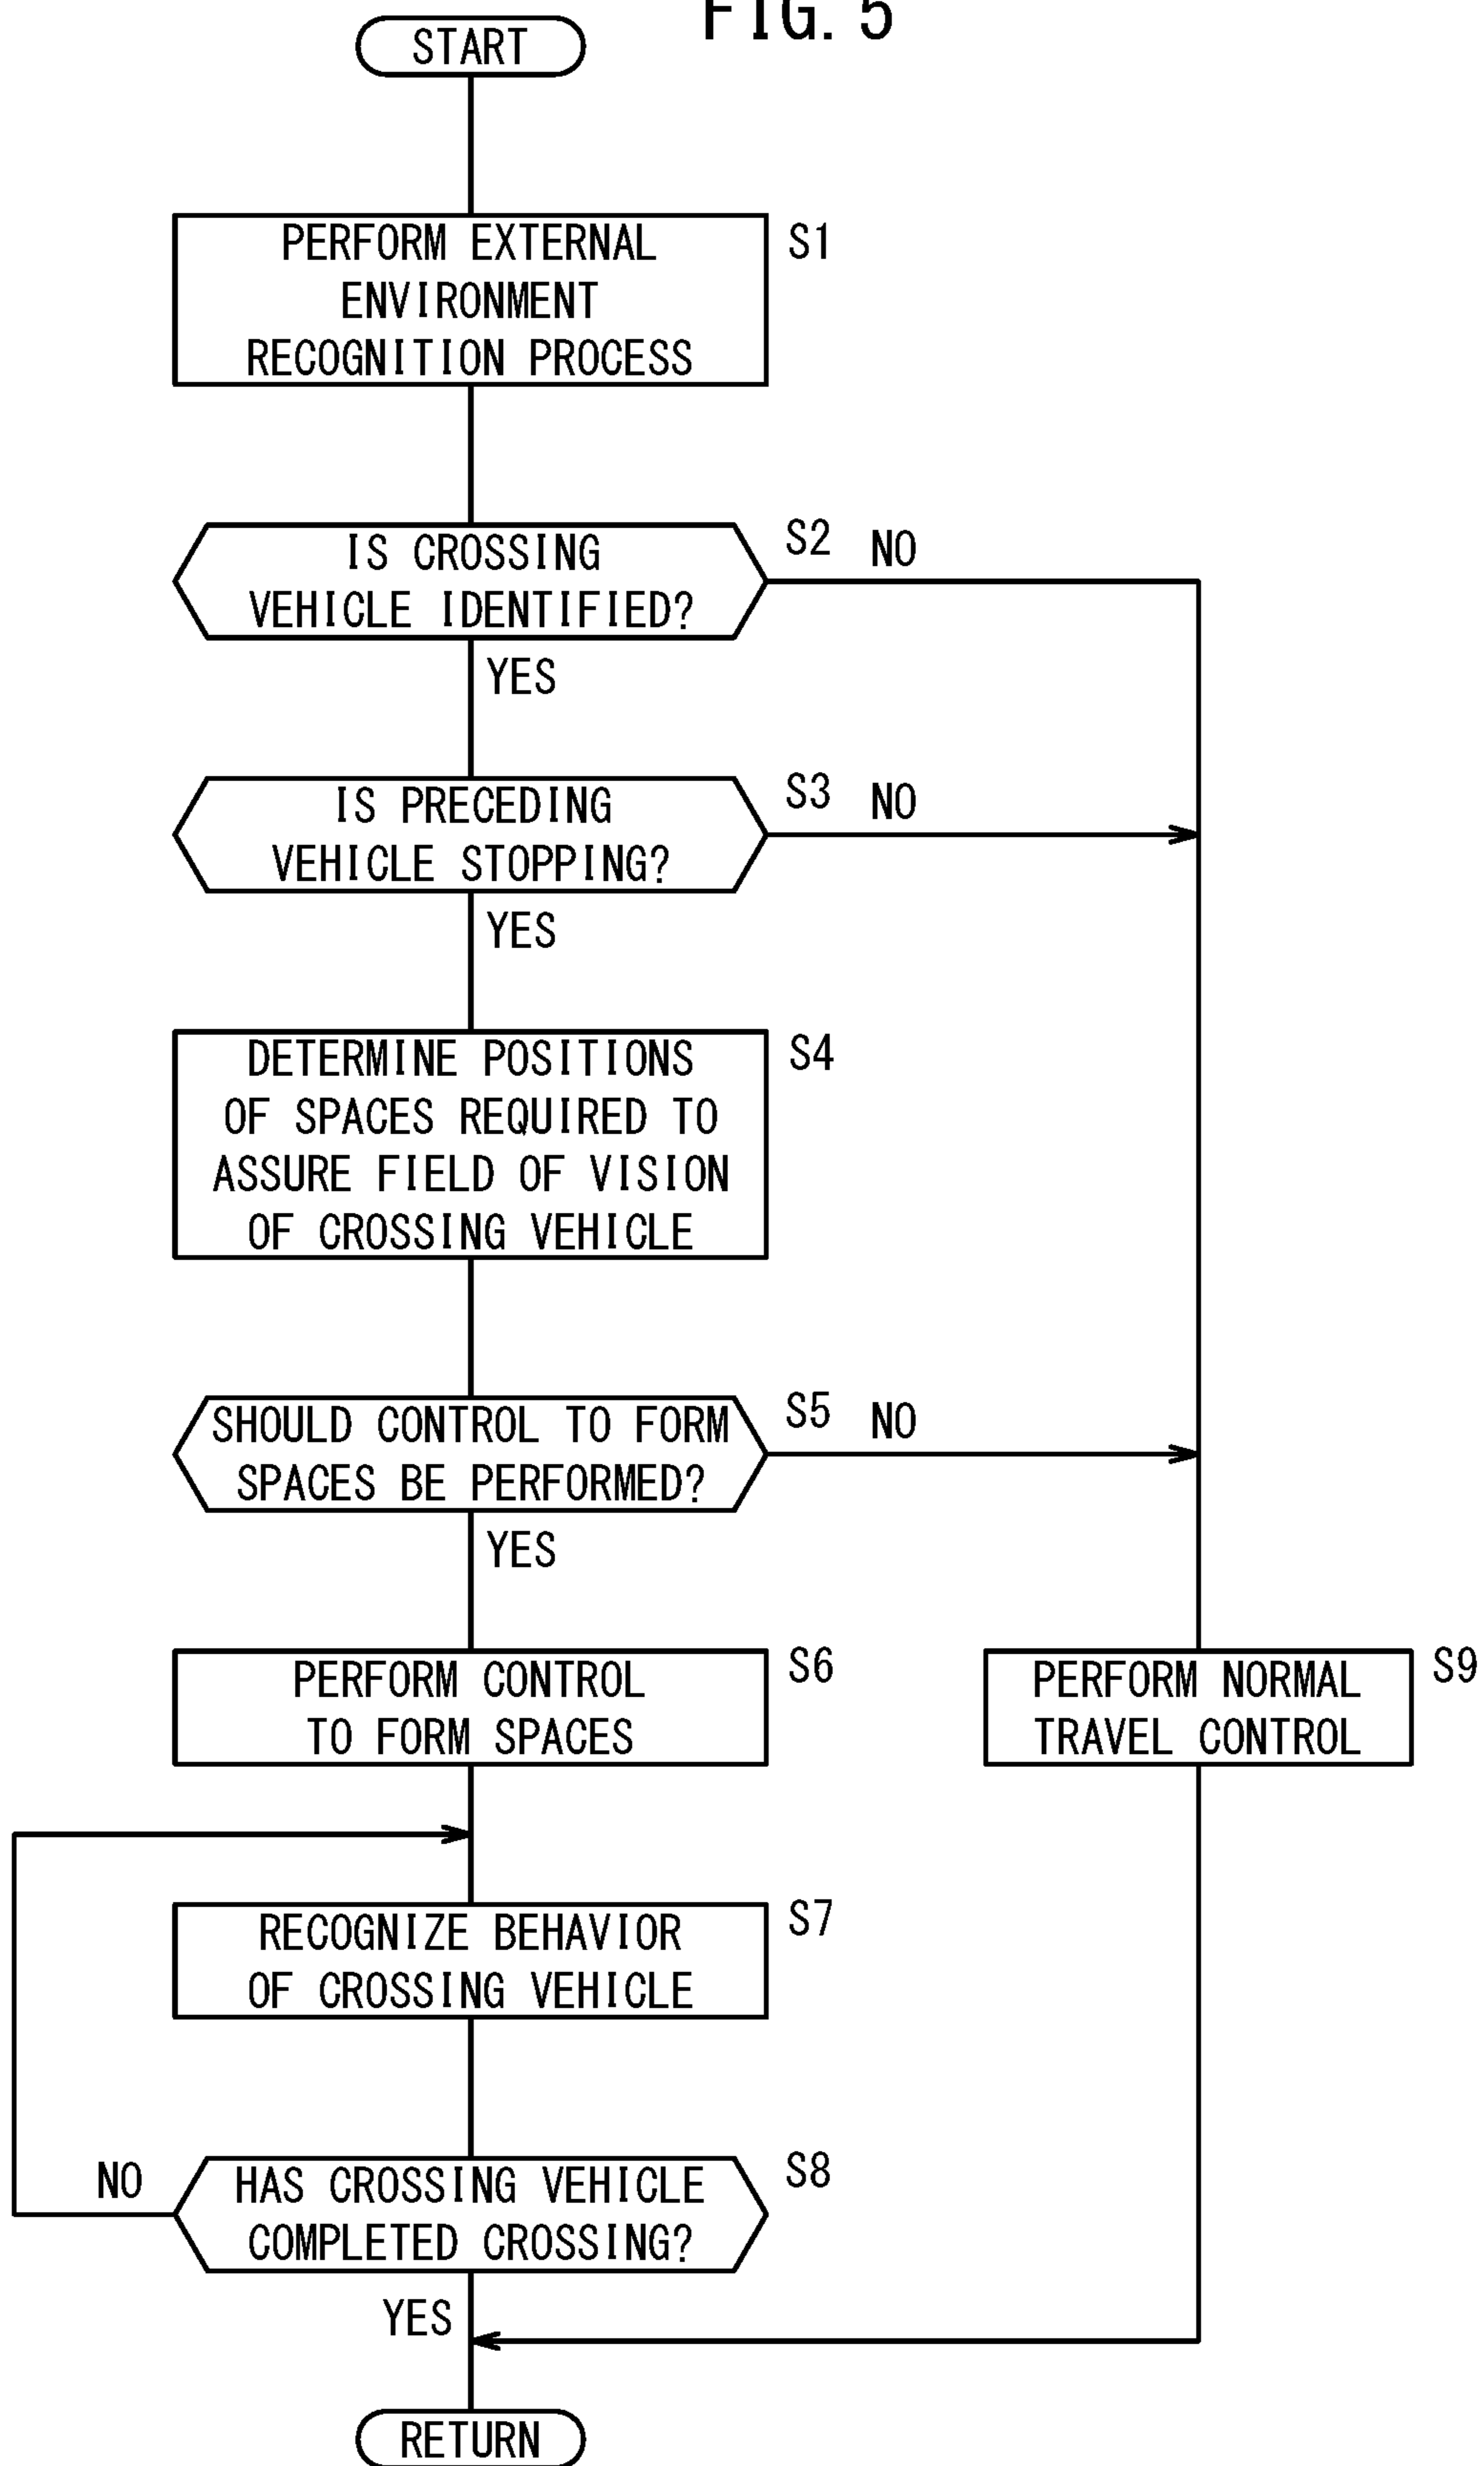 FIG. 5
START
PERFORM EXTERNAL
ENVIRONMENT
RECOGNITION PROCESS
S1
IS CROSSING
VEHICLE IDENTIFIED?
S2
NO
YES
IS PRECEDING
VEHICLE STOPPING?
S3
NO
YES
DETERMINE POSITIONS
OF SPACES REQUIRED TO
ASSURE FIELD OF VISION
OF CROSSING VEHICLE
S4
SHOULD CONTROL TO FORM
SPACES BE PERFORMED?
S5
NO
YES
PERFORM CONTROL
TO FORM SPACES
S6
PERFORM NORMAL
TRAVEL CONTROL
S9
RECOGNIZE BEHAVIOR
OF CROSSING VEHICLE
S7
HAS CROSSING VEHICLE
COMPLETED CROSSING?
S8
NO
YES
RETURN